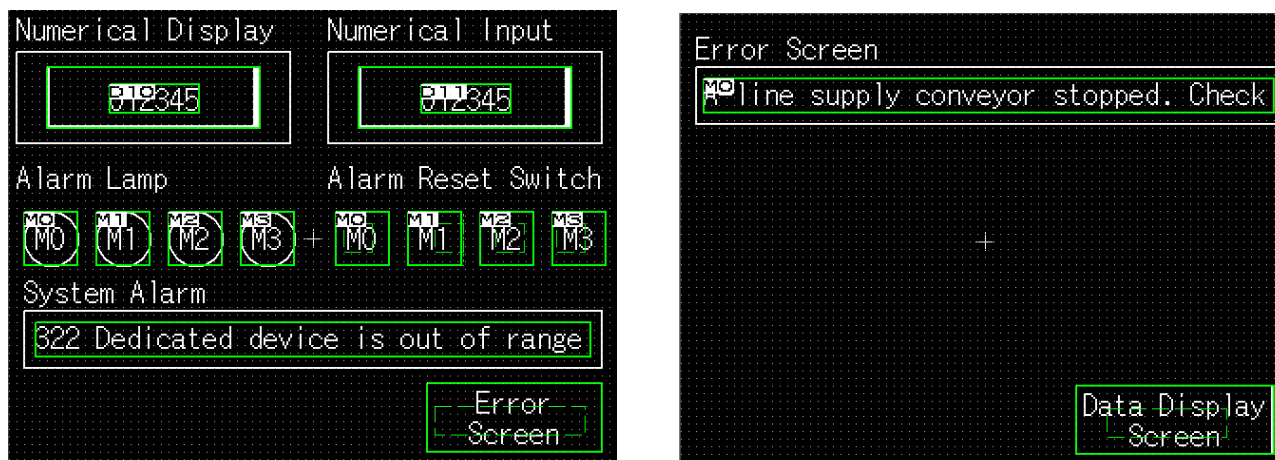 Numerical Display Numerical Input
D10 012345 D11 012345
Alarm Lamp Alarm Reset Switch
M0 M1 M2 M3 M0 M1 M2 M3
M0 M1 M2 M3 M0 M1 M2 M3
System Alarm
322 Dedicated device is out of range
Error
Screen
Error Screen
M0
A line supply conveyor stopped. Check
Data Display
Screen